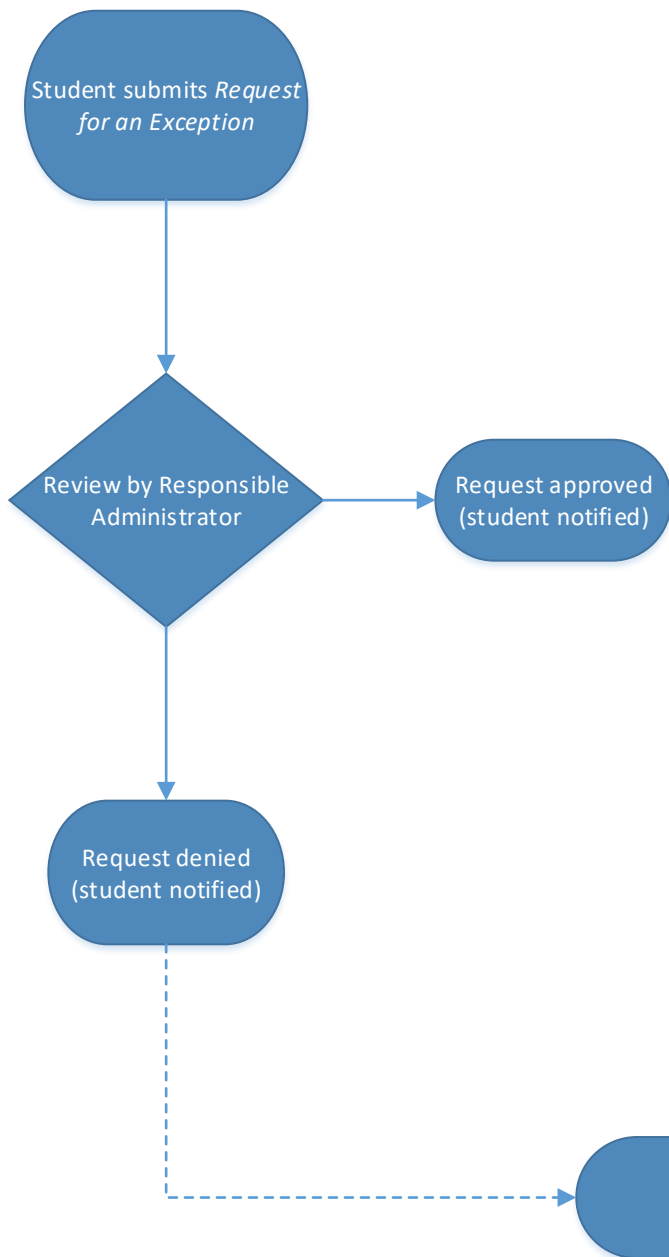 Student submits Request
for an Exception
Review by Responsible
Administrator
Request approved
(student notified)
Request denied
(student notified)